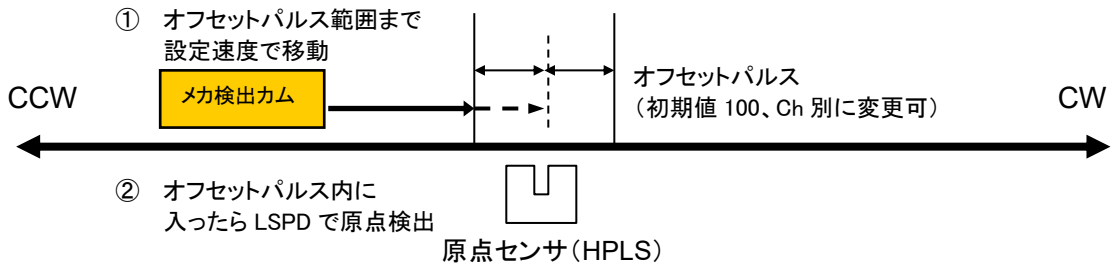 ① オフセットパルス範囲まで
設定速度で移動
CCW
メカ検出カム
オフセットパルス
（初期値 100、Ch 別に変更可）
CW
② オフセットパルス内に
入ったら LSPD で原点検出
原点センサ（HPLS）